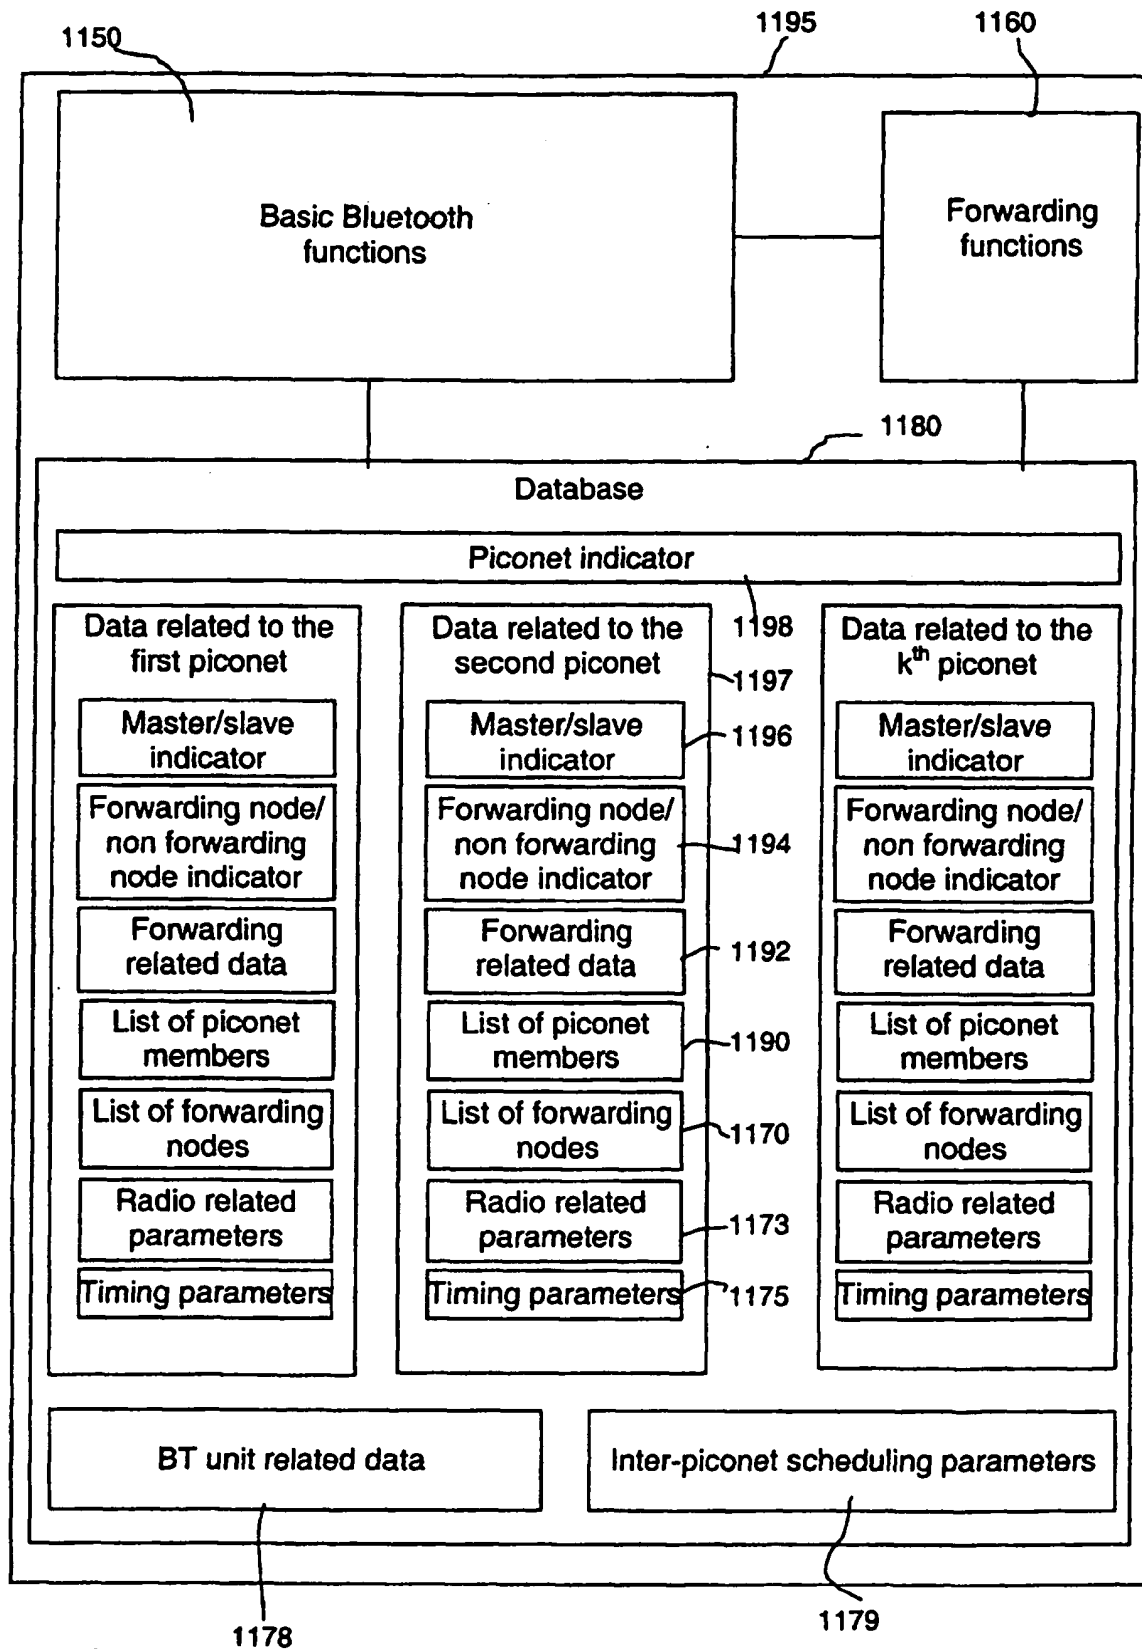 1150
1195
1160
Basic Bluetooth
functions
Forwarding
functions
1180
Database
Piconet indicator
1198
Data related to the
first piconet
Master/slave
indicator
Forwarding node/
non forwarding
node indicator
Forwarding
related data
List of piconet
members
List of forwarding
nodes
Radio related
parameters
Timing parameters
Data related to the
second piconet
1197
Master/slave
indicator
1196
Forwarding node/
non forwarding
node indicator
1194
Forwarding
related data
1192
List of piconet
members
1190
List of forwarding
nodes
1170
Radio related
parameters
1173
Timing parameters
1175
Data related to the
kth piconet
Master/slave
indicator
Forwarding node/
non forwarding
node indicator
Forwarding
related data
List of piconet
members
List of forwarding
nodes
Radio related
parameters
Timing parameters
BT unit related data
Inter-piconet scheduling parameters
1178
1179